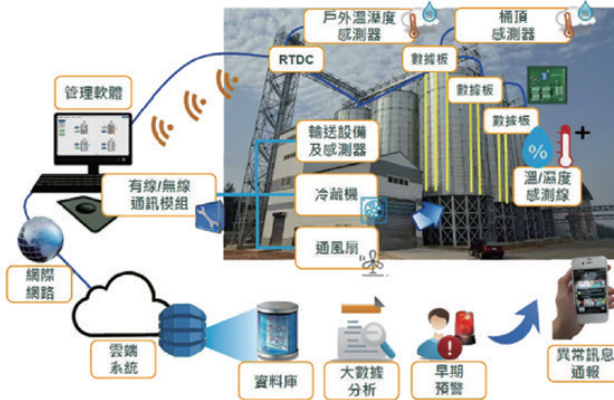 戶外溫溼度
感測器
桶頂
感測器
RTDC
數據板
數據板
數據板
管理軟體
輸送設備
及感測器
%
溫/濕度
感測線
有線/無線
通訊模組
冷藏機
通風扇
網際
網路
雲端
系統
資料庫
大數據
分析
早期
預警
異常訊息
通報